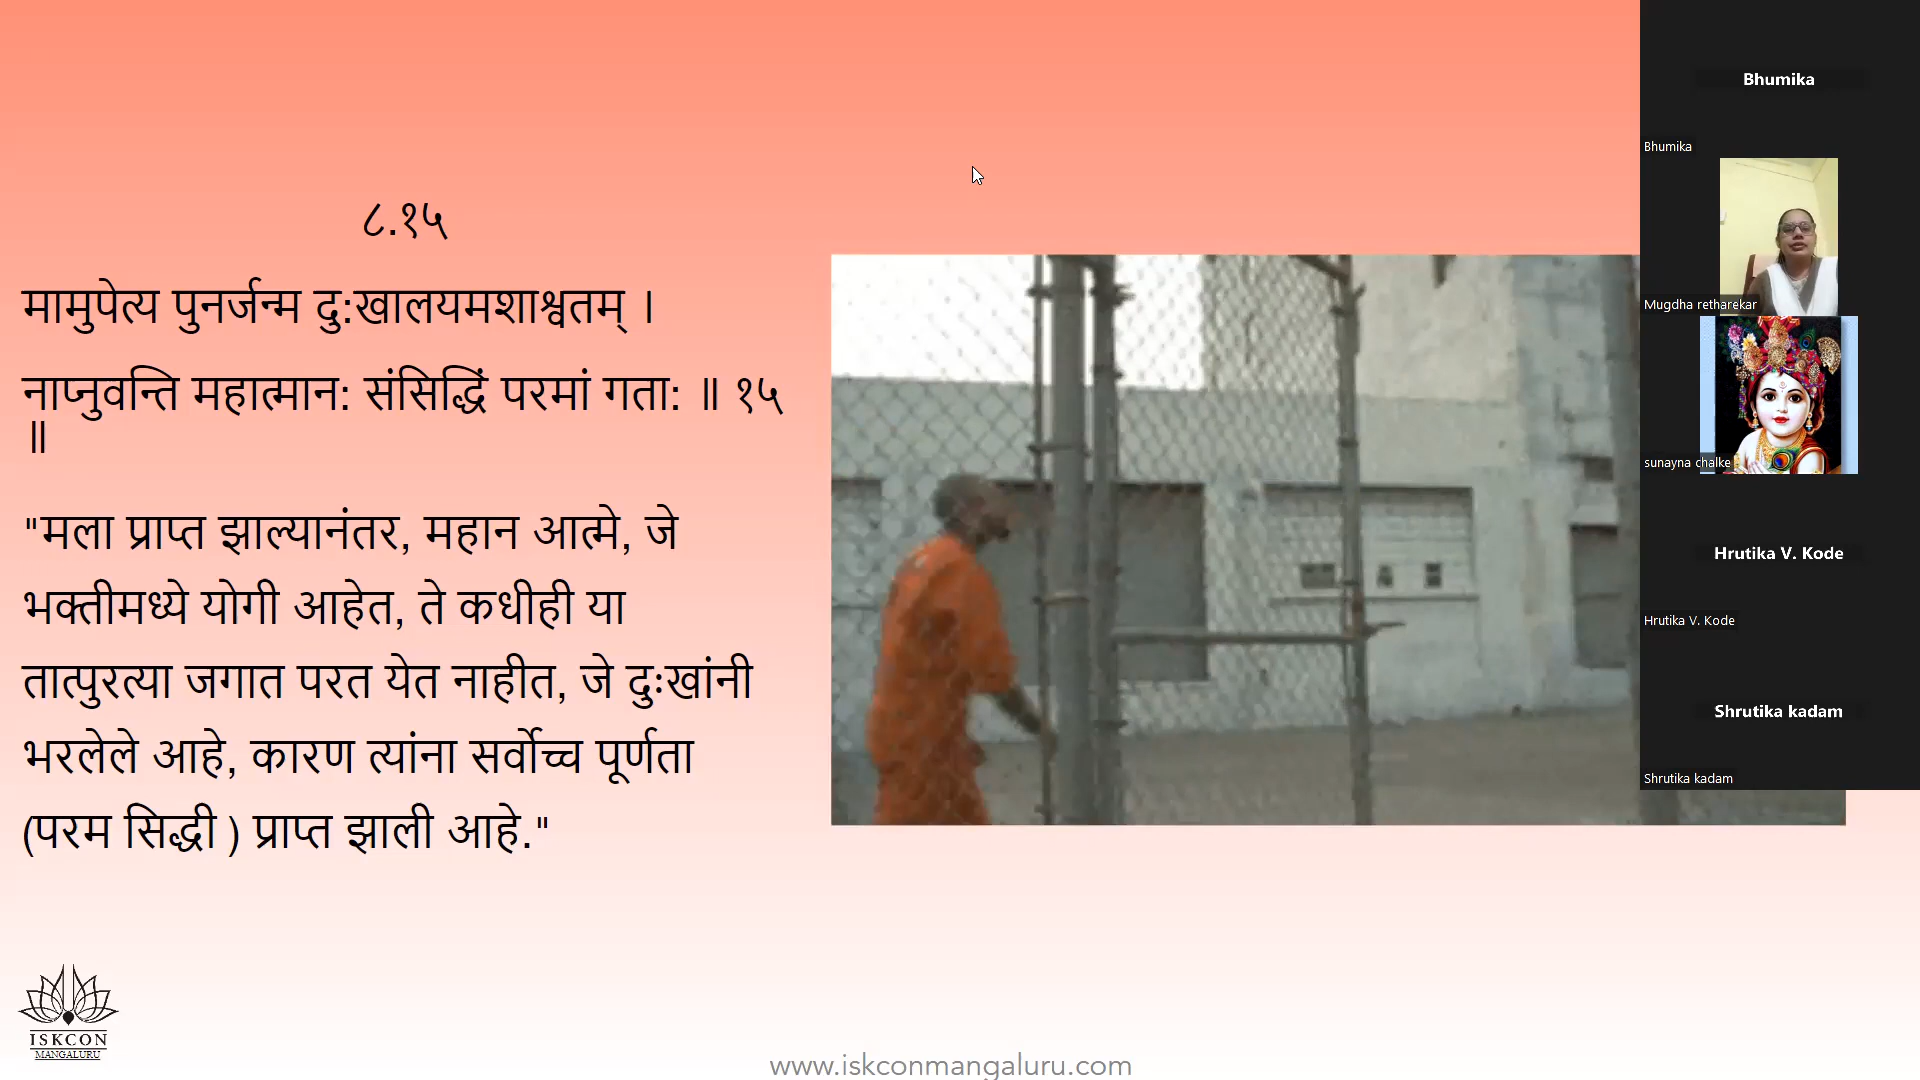 ८.१५
मामुपेत्य पुनर्जन्म दु:खालयमशाश्वतम् ।
नाप्नुवन्ति महात्मान: संसिद्धिं परमां गता: ॥ १५
॥
"मला प्राप्त झाल्यानंतर, महान आत्मे, जे
भक्तीमध्ये योगी आहेत, ते कधीही या
तात्पुरत्या जगात परत येत नाहीत, जे दुःखांनी
भरलेले आहे, कारण त्यांना सर्वोच्च पूर्णता
(परम सिद्धी ) प्राप्त झाली आहे."
ISKCON
MANGALURU
www.iskconmangaluru.com
Bhumika
Bhumika
Mugdha retharekar
sunayna chalke
Hrutika V. Kode
Hrutika V. Kode
Shrutika kadam
Shrutika kadam